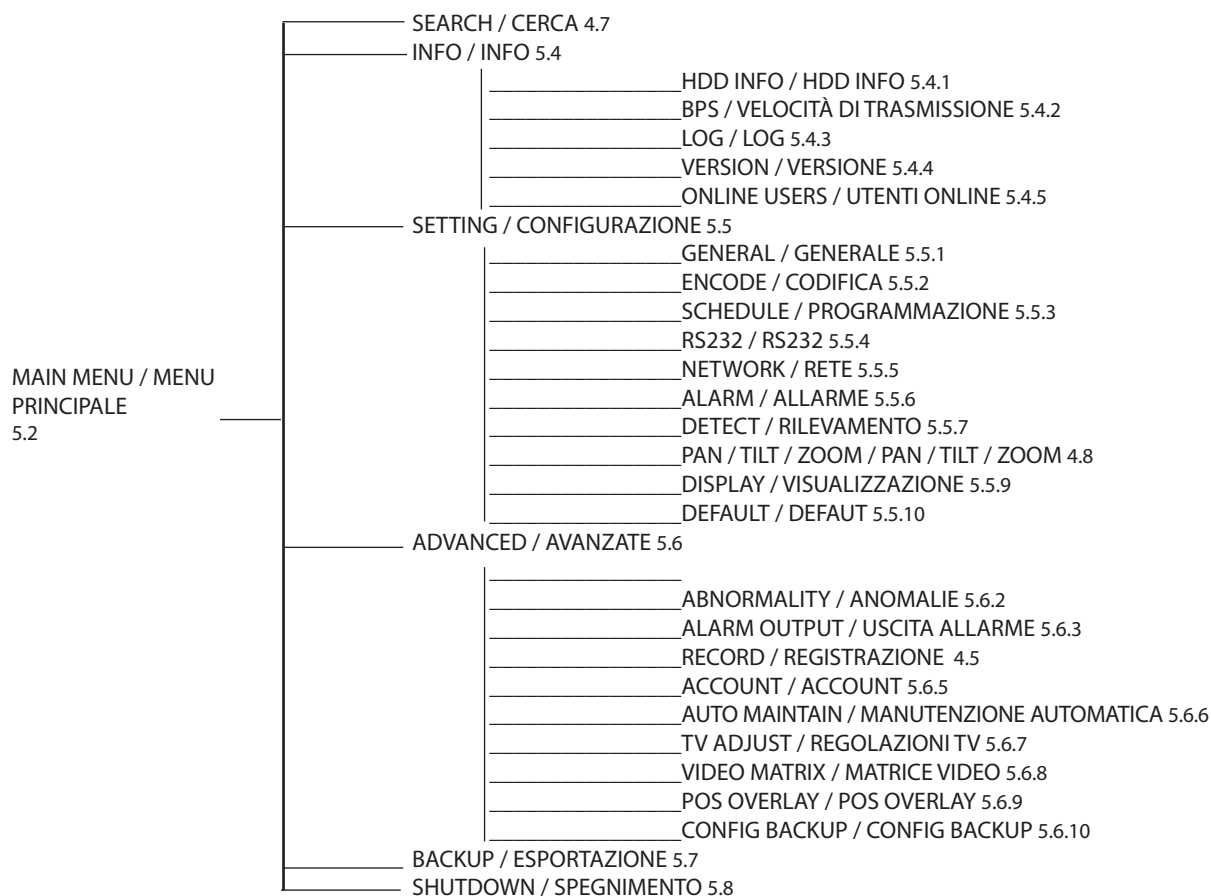 SEARCH / CERCA 4.7
INFO / INFO 5.4
HDD INFO / HDD INFO 5.4.1
BPS / VELOCITÀ DI TRASMISSIONE 5.4.2
LOG / LOG 5.4.3
VERSION / VERSIONE 5.4.4
ONLINE USERS / UTENTI ONLINE 5.4.5
SETTING / CONFIGURAZIONE 5.5
GENERAL / GENERALE 5.5.1
ENCODE / CODIFICA 5.5.2
SCHEDULE / PROGRAMMAZIONE 5.5.3
RS232 / RS232 5.5.4
NETWORK / RETE 5.5.5
ALARM / ALLARME 5.5.6
DETECT / RILEVAMENTO 5.5.7
PAN / TILT / ZOOM / PAN / TILT / ZOOM 4.8
DISPLAY / VISUALIZZAZIONE 5.5.9
DEFAULT / DEFAUT 5.5.10
MAIN MENU / MENU
PRINCIPALE
5.2
ADVANCED / AVANZATE 5.6
ABNORMALITY / ANOMALIE 5.6.2
ALARM OUTPUT / USCITA ALLARME 5.6.3
RECORD / REGISTRAZIONE 4.5
ACCOUNT / ACCOUNT 5.6.5
AUTO MAINTAIN / MANUTENZIONE AUTOMATICA 5.6.6
TV ADJUST / REGOLAZIONI TV 5.6.7
VIDEO MATRIX / MATRICE VIDEO 5.6.8
POS OVERLAY / POS OVERLAY 5.6.9
CONFIG BACKUP / CONFIG BACKUP 5.6.10
BACKUP / ESPORTAZIONE 5.7
SHUTDOWN / SPEGNIMENTO 5.8